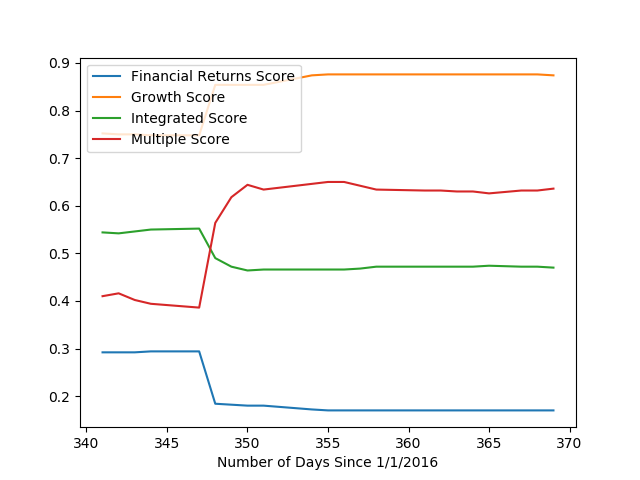 Financial Returns Score
Growth Score
Integrated Score
Multiple Score
0.9
0.8
0.7
0.6
0.5
0.4
0.3
0.2
340 345 350 355 360 365 370
Number of Days Since 1/1/2016